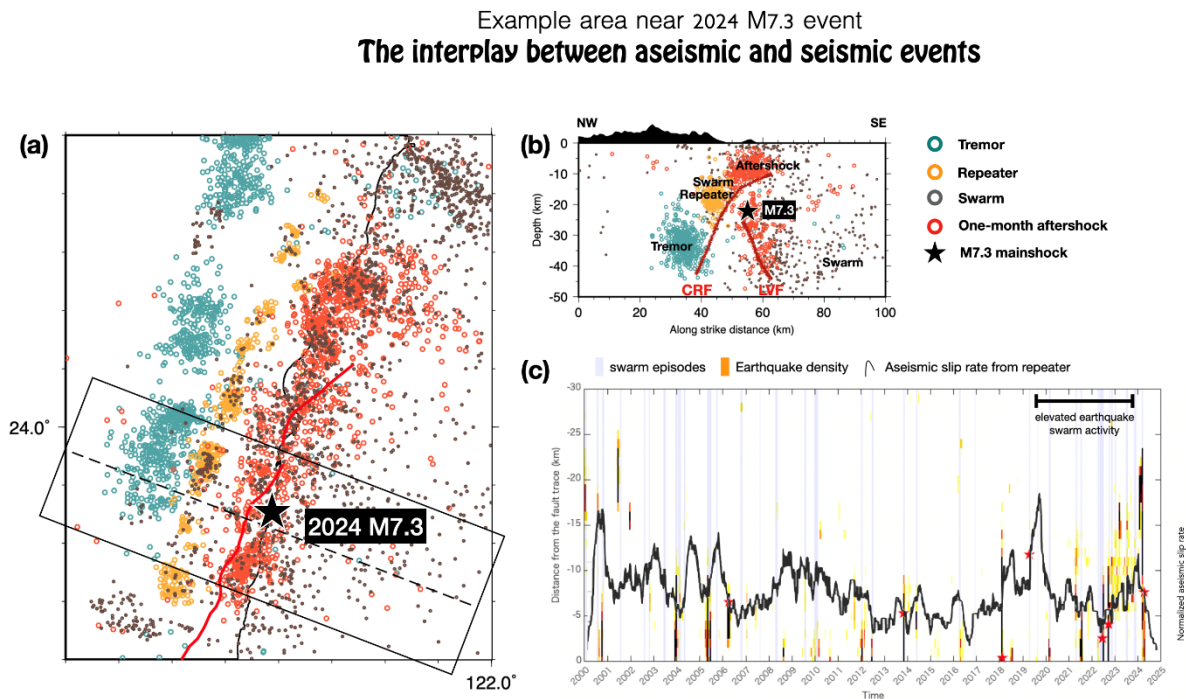 Example area near 2024 M7.3 event
The interplay between aseismic and seismic events
(a)
24.0°
122.0°
2024 M7.3
(b)
NW
SE
Depth (km)
0
-10
-20
-30
-40
-50
Aftershock
Swarm
Repeater
M7.3
Tremor
Swarm
CRF
LVF
0
20
40
60
80
100
Along strike distance (km)
Tremor
Repeater
Swarm
One-month aftershock
M7.3 mainshock
(c)
swarm episodes
Earthquake density
Aseismic slip rate from repeater
Distance from the fault trace (km)
-30
-25
-20
-15
-10
-5
0
elevated earthquake
swarm activity
Normalized aseismic slip rate
2000
2001
2002
2003
2004
2005
2006
2007
2008
2009
2010
2011
2012
2013
2014
2015
2016
2017
2018
2019
2020
2021
2022
2023
2024
2025
Time